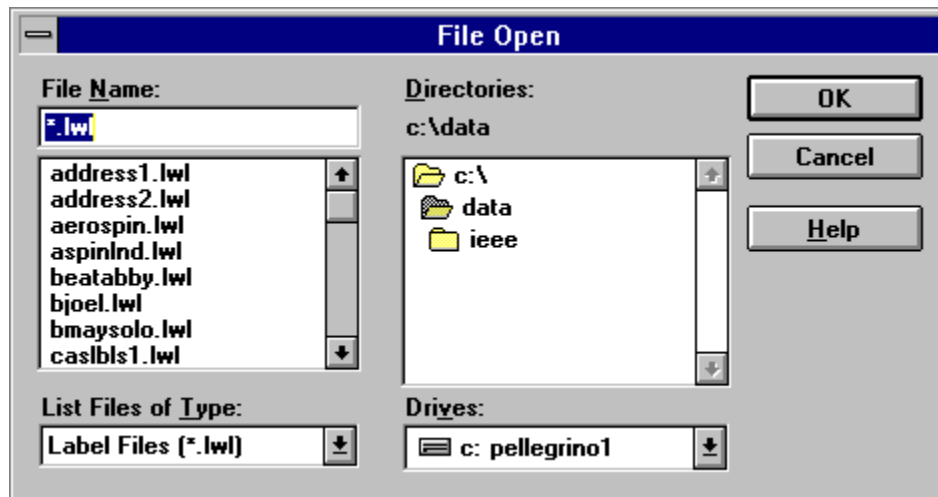 File Open
File Name:
*.lwl
address1.lwl
address2.lwl
aerospin.lwl
aspinlnd.lwl
beatabby.lwl
bjoel.lwl
bmaysolo.lwl
caslbls1.lwl
List Files of Type:
Label Files (*.lwl)
Directories:
c:\data
c:\
data
ieee
Drives:
c: pellegrino1
OK
Cancel
Help